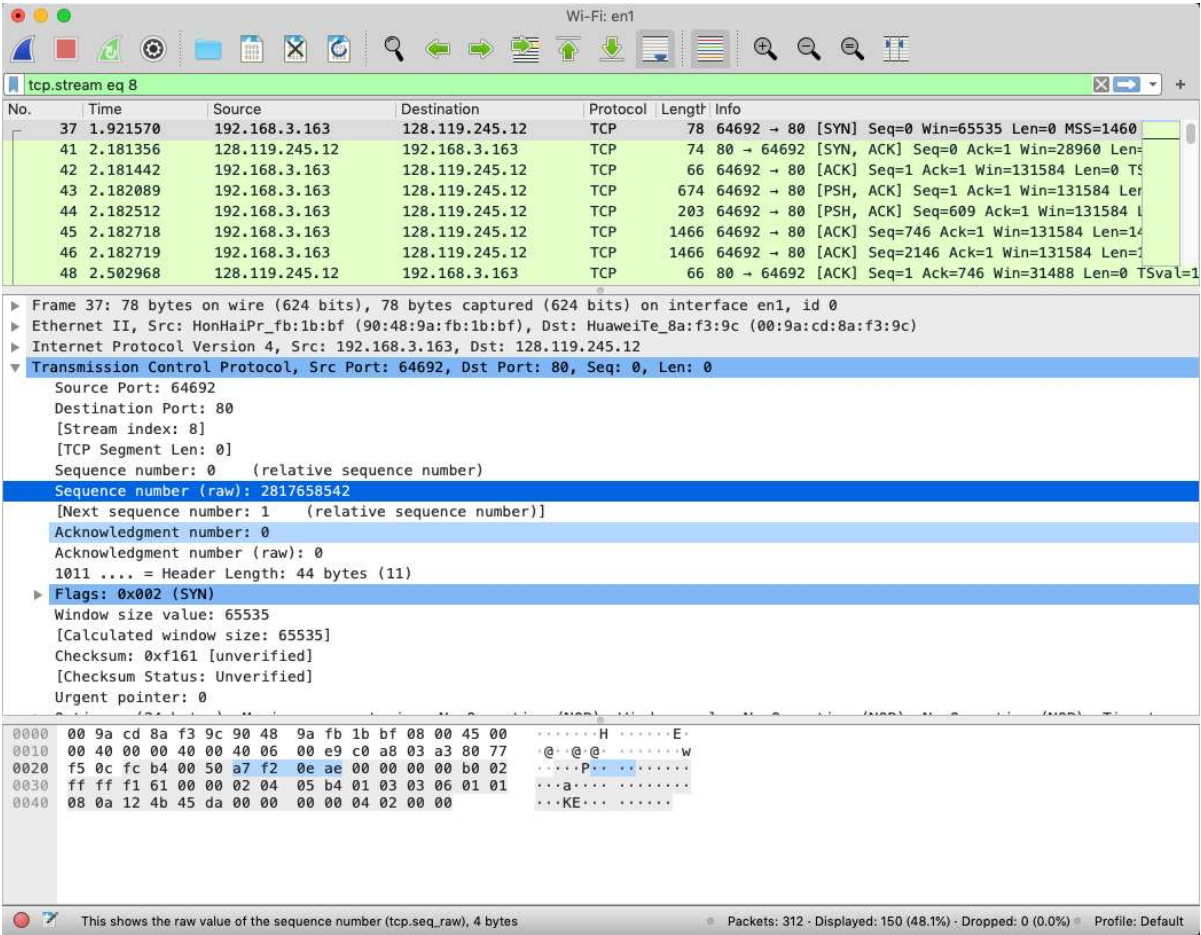 Wi-Fi: en1
tcp.stream eq 8
No. Time Source Destination Protocol Length Info
37 1.921570 192.168.3.163 128.119.245.12 TCP 78 64692 → 80 [SYN] Seq=0 Win=65535 Len=0 MSS=1460
41 2.181356 128.119.245.12 192.168.3.163 TCP 74 80 → 64692 [SYN, ACK] Seq=0 Ack=1 Win=28960 Len=
42 2.181442 192.168.3.163 128.119.245.12 TCP 66 64692 → 80 [ACK] Seq=1 Ack=1 Win=131584 Len=0 TS
43 2.182089 192.168.3.163 128.119.245.12 TCP 674 64692 → 80 [PSH, ACK] Seq=1 Ack=1 Win=131584 Len
44 2.182512 192.168.3.163 128.119.245.12 TCP 203 64692 → 80 [PSH, ACK] Seq=609 Ack=1 Win=131584 L
45 2.182718 192.168.3.163 128.119.245.12 TCP 1466 64692 → 80 [ACK] Seq=746 Ack=1 Win=131584 Len=14
46 2.182719 192.168.3.163 128.119.245.12 TCP 1466 64692 → 80 [ACK] Seq=2146 Ack=1 Win=131584 Len=1
48 2.502968 128.119.245.12 192.168.3.163 TCP 66 80 → 64692 [ACK] Seq=1 Ack=746 Win=31488 Len=0 TSval=1
Frame 37: 78 bytes on wire (624 bits), 78 bytes captured (624 bits) on interface en1, id 0
Ethernet II, Src: HonHaiPr_fb:1b:bf (90:48:9a:fb:1b:bf), Dst: HuaweiTe_8a:f3:9c (00:9a:cd:8a:f3:9c)
Internet Protocol Version 4, Src: 192.168.3.163, Dst: 128.119.245.12
Transmission Control Protocol, Src Port: 64692, Dst Port: 80, Seq: 0, Len: 0
Source Port: 64692
Destination Port: 80
[Stream index: 8]
[TCP Segment Len: 0]
Sequence number: 0 (relative sequence number)
Sequence number (raw): 2817658542
[Next sequence number: 1 (relative sequence number)]
Acknowledgment number: 0
Acknowledgment number (raw): 0
1011 .... = Header Length: 44 bytes (11)
Flags: 0x002 (SYN)
Window size value: 65535
[Calculated window size: 65535]
Checksum: 0xf161 [unverified]
[Checksum Status: Unverified]
Urgent pointer: 0
0000 00 9a cd 8a f3 9c 90 48 9a fb 1b bf 08 00 45 00 ·······H ······E·
0010 00 40 00 00 40 00 40 06 00 e9 c0 a8 03 a3 80 77 ·@··@·@· ·······w
0020 f5 0c fc b4 00 50 a7 f2 0e ae 00 00 00 00 b0 02 ·····P·· ········
0030 ff ff f1 61 00 00 02 04 05 b4 01 03 03 06 01 01 ···a···· ········
0040 08 0a 12 4b 45 da 00 00 00 00 04 02 00 00 ···KE··· ······
This shows the raw value of the sequence number (tcp.seq_raw), 4 bytes Packets: 312 · Displayed: 150 (48.1%) · Dropped: 0 (0.0%) Profile: Default